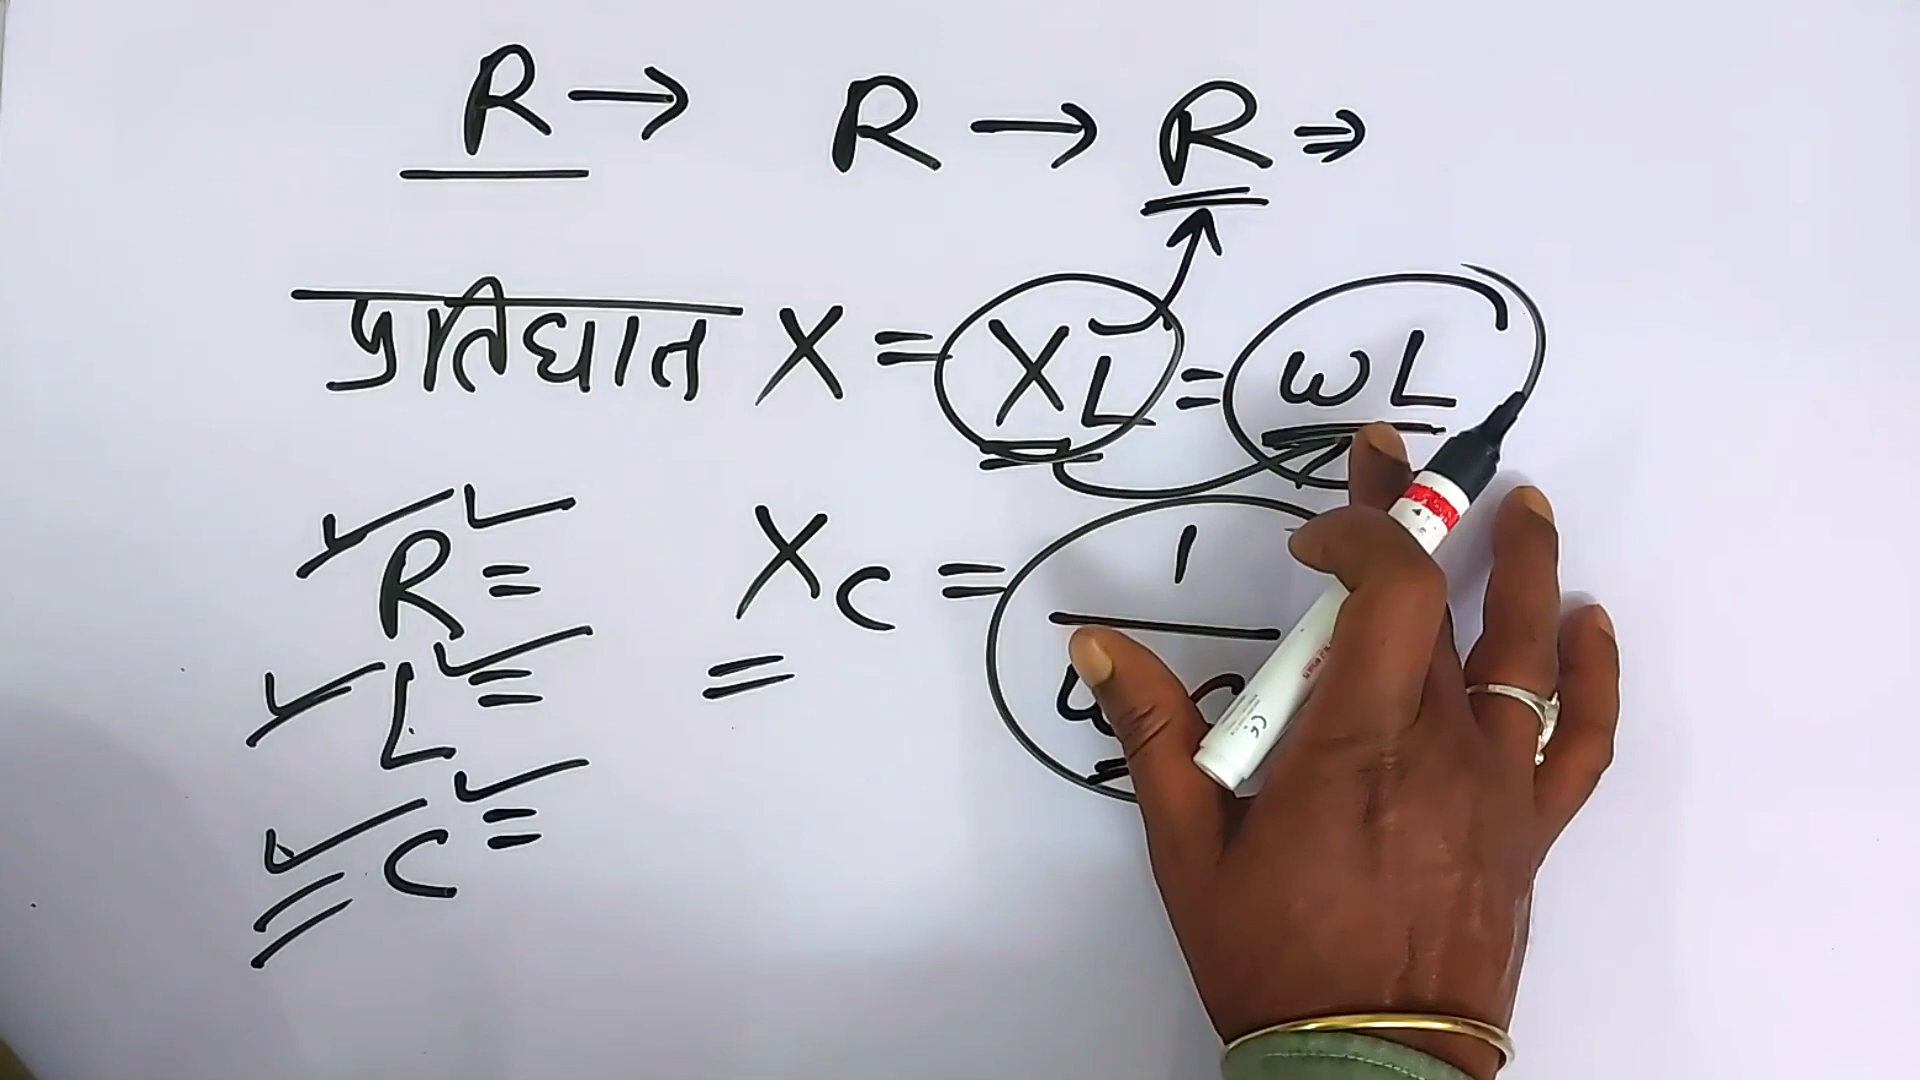 R → R → R ⇒
प्रतिघात X = XL = ωL
R =
XC = 1
L =
=
C =